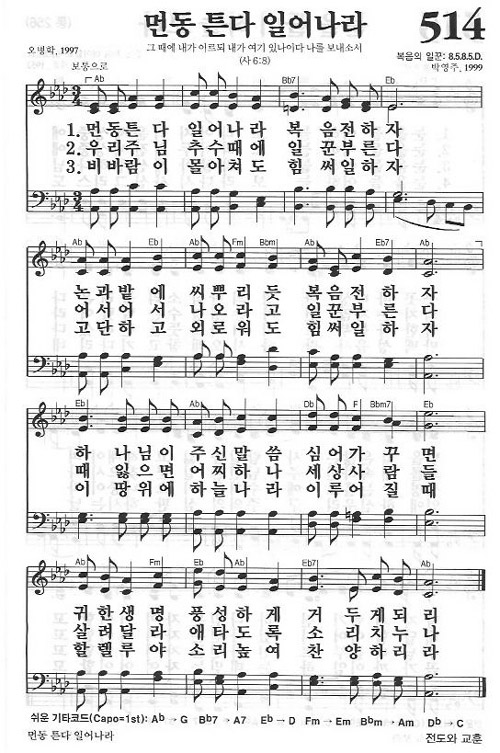 먼동 튼다 일어나라
514
오병학, 1997
그 때에 내가 이르되 내가 여기 있나이다 나를 보내소서
(사 6:8)
복음의 일꾼: 8.5.8.5.D.
박영주, 1999
보통으로
Ab Bb7 Eb
3 4
1. 먼동튼 다 일어나라 복 음전하 자
2. 우리주 님 추수때에 일 꾼부른 다
3. 비바람 이 몰아쳐도 힘 써일하 자
3 4
Ab Eb Ab Fm Bbm Ab Eb7 Ab
논과밭 에 씨뿌리듯 복음전 하 자
어서어 서 나오라고 일꾼부 른 다
고단하 고 외로워도 힘써일 하 자
Eb Ab Eb Db F Bbm7 Eb
하 나님이 주신말 씀 심어가 꾸 면
때 잃으면 어찌하 나 세상사 람 들
이 땅위에 하늘나 라 이루어 질 때
Ab Fm Eb Eb7 Ab
귀한생 명 풍성하 게 거 두 게되 리
살려달 라 애타도 록 소 리 치누 나
할렐루 야 소리높 여 찬 양 하리 라
쉬운 기타코드(Capo=1st): Ab → G Bb7 → A7 Eb → D Fm → Em Bbm → Am Db → C
먼동 튼다 일어나라
전도와 교훈